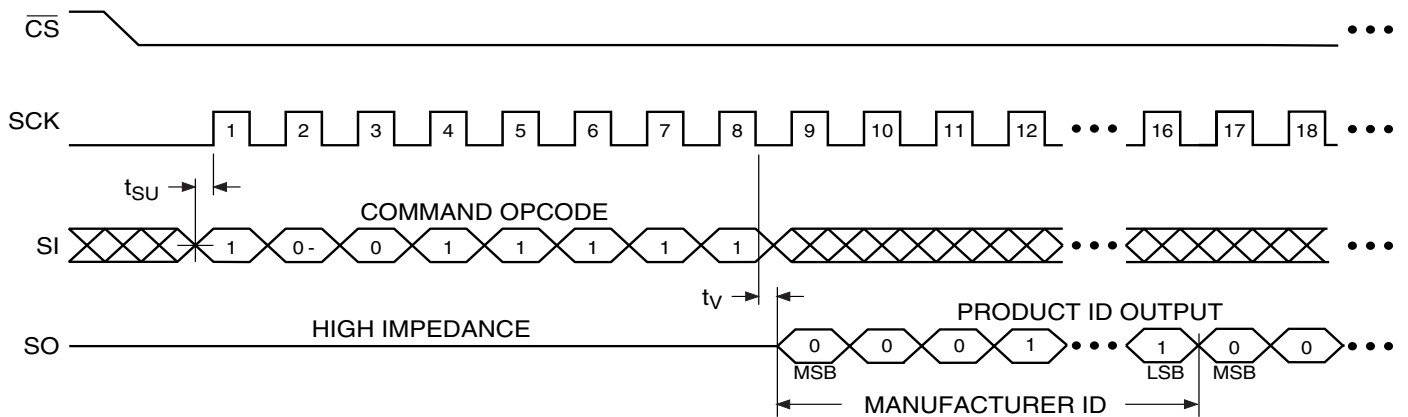 CS
SCK
1 2 3 4 5 6 7 8 9 10 11 12 16 17 18
tSU
COMMAND OPCODE
SI
1 0- 0 1 1 1 1 1
tV
HIGH IMPEDANCE
PRODUCT ID OUTPUT
SO
0 0 0 1 1 0 0
MSB LSB MSB
MANUFACTURER ID